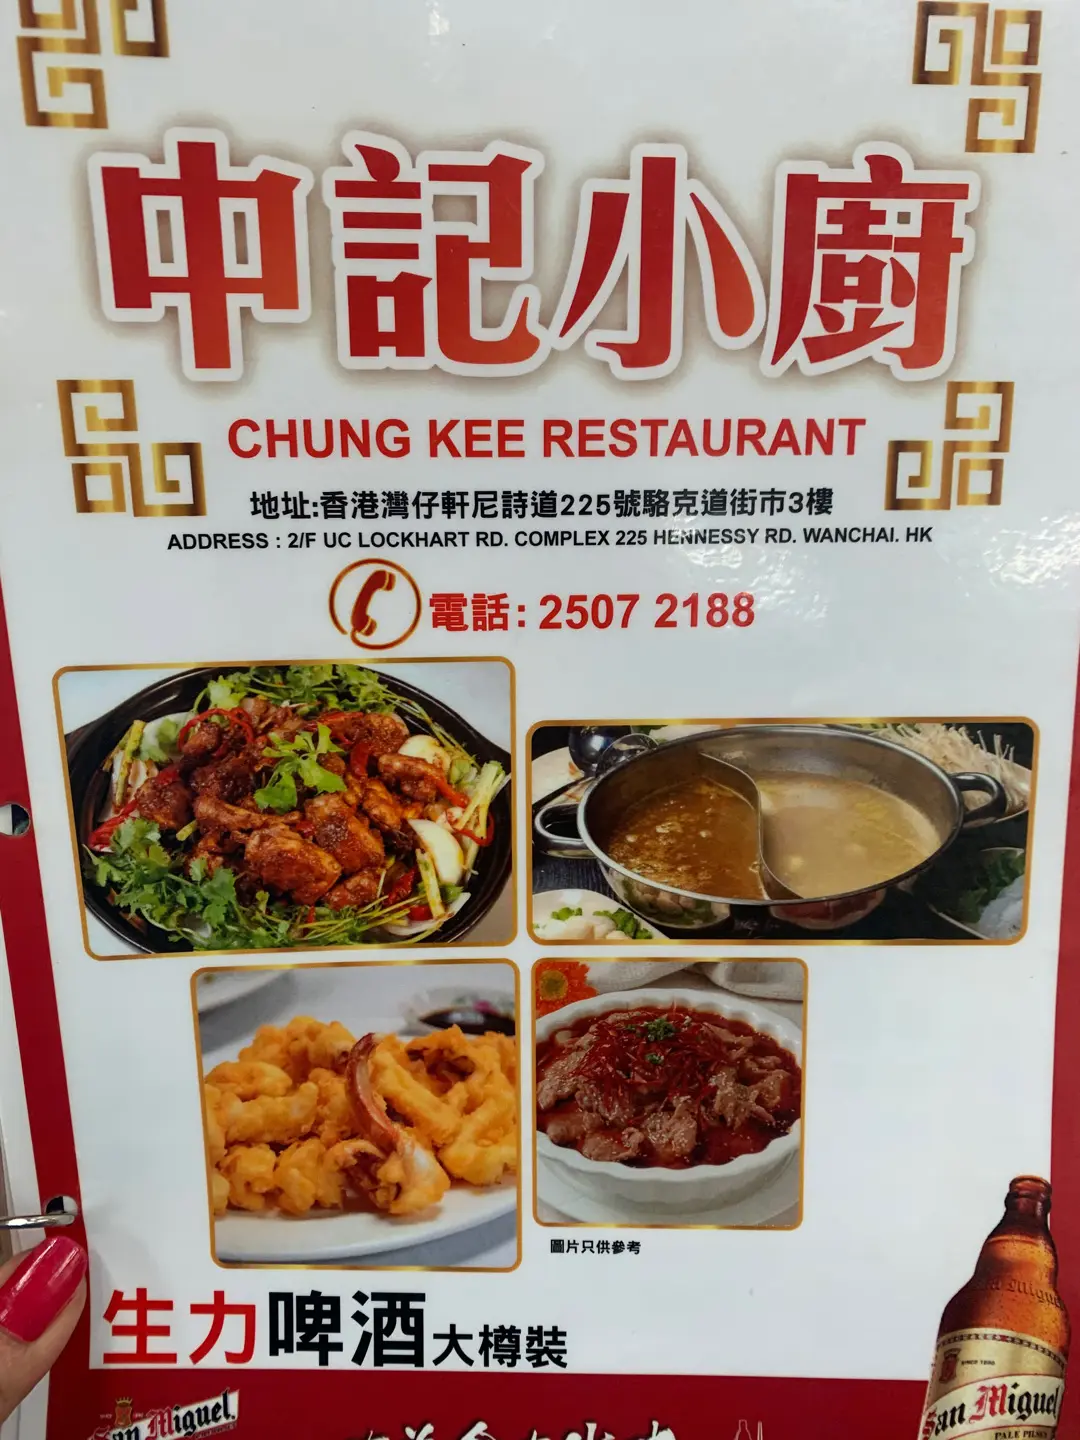 中記小廚
CHUNG KEE RESTAURANT
地址:香港灣仔軒尼詩道225號駱克道街市3樓
ADDRESS : 2/F UC LOCKHART RD. COMPLEX 225 HENNESSY RD. WANCHAI. HK
電話: 2507 2188
圖片只供參考
生力啤酒大樽裝
San Miguel
San Miguel.
PALE PILSEN